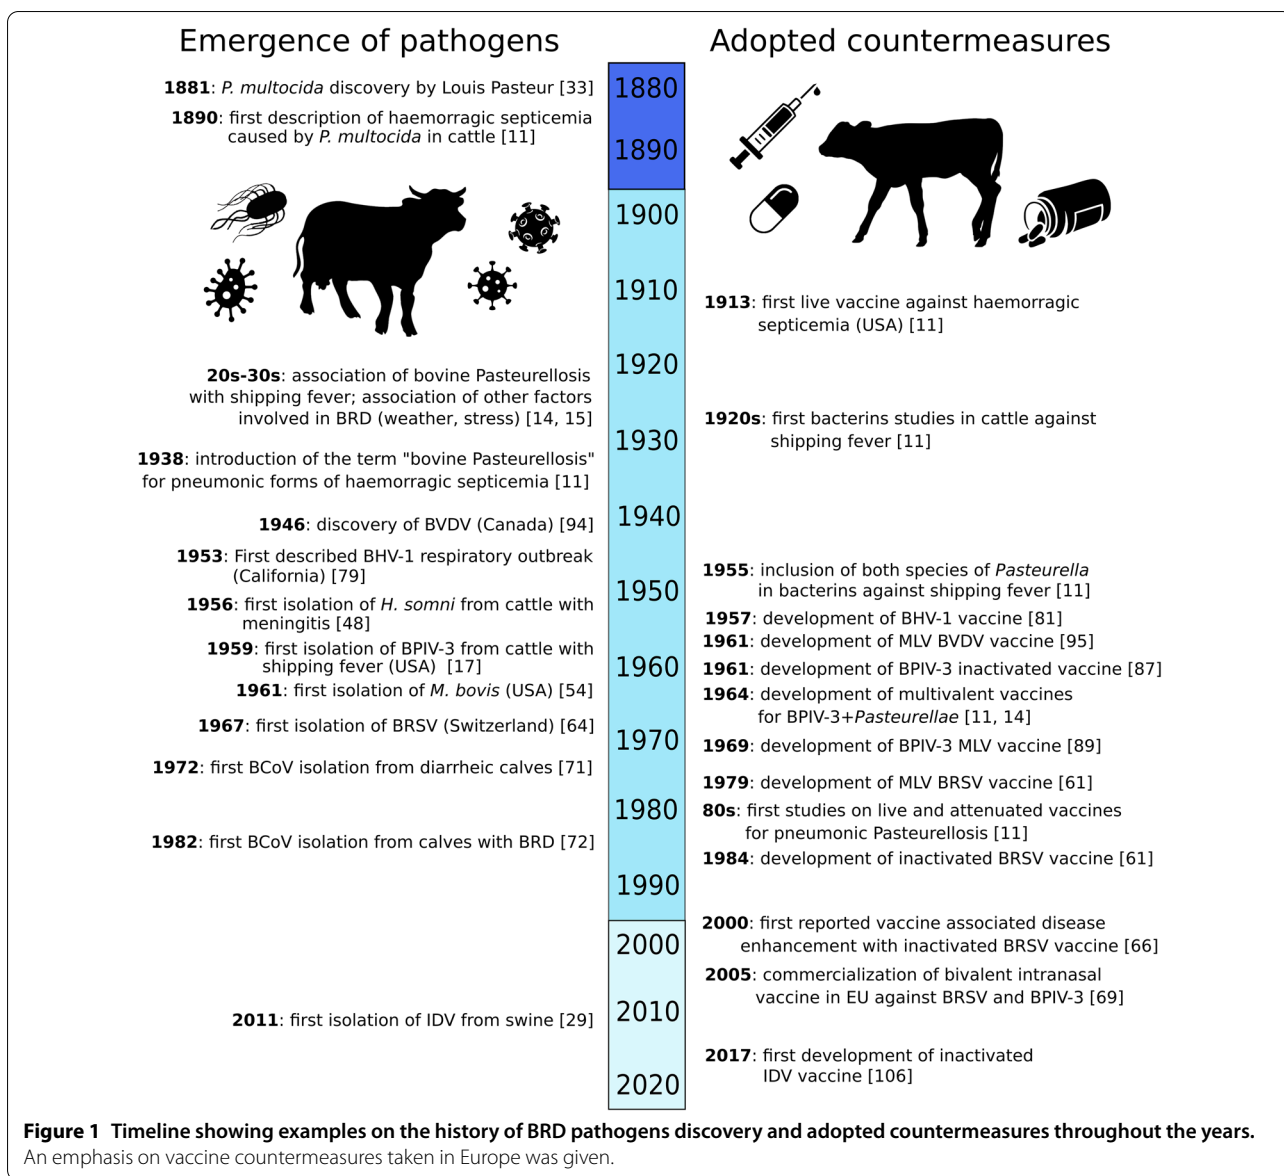 Emergence of pathogens
Adopted countermeasures
1881: P. multocida discovery by Louis Pasteur [33]
1890: first description of haemorragic septicemia
caused by P. multocida in cattle [11]
20s-30s: association of bovine Pasteurellosis
with shipping fever; association of other factors
involved in BRD (weather, stress) [14, 15]
1938: introduction of the term "bovine Pasteurellosis"
for pneumonic forms of haemorragic septicemia [11]
1946: discovery of BVDV (Canada) [94]
1953: First described BHV-1 respiratory outbreak
(California) [79]
1956: first isolation of H. somni from cattle with
meningitis [48]
1959: first isolation of BPIV-3 from cattle with
shipping fever (USA) [17]
1961: first isolation of M. bovis (USA) [54]
1967: first isolation of BRSV (Switzerland) [64]
1972: first BCoV isolation from diarrheic calves [71]
1982: first BCoV isolation from calves with BRD [72]
2011: first isolation of IDV from swine [29]
1880
1890
1900
1910
1920
1930
1940
1950
1960
1970
1980
1990
2000
2010
2020
1913: first live vaccine against haemorragic
septicemia (USA) [11]
1920s: first bacterins studies in cattle against
shipping fever [11]
1955: inclusion of both species of Pasteurella
in bacterins against shipping fever [11]
1957: development of BHV-1 vaccine [81]
1961: development of MLV BVDV vaccine [95]
1961: development of BPIV-3 inactivated vaccine [87]
1964: development of multivalent vaccines
for BPIV-3+Pasteurellae [11, 14]
1969: development of BPIV-3 MLV vaccine [89]
1979: development of MLV BRSV vaccine [61]
80s: first studies on live and attenuated vaccines
for pneumonic Pasteurellosis [11]
1984: development of inactivated BRSV vaccine [61]
2000: first reported vaccine associated disease
enhancement with inactivated BRSV vaccine [66]
2005: commercialization of bivalent intranasal
vaccine in EU against BRSV and BPIV-3 [69]
2017: first development of inactivated
IDV vaccine [106]
Figure 1 Timeline showing examples on the history of BRD pathogens discovery and adopted countermeasures throughout the years.
An emphasis on vaccine countermeasures taken in Europe was given.